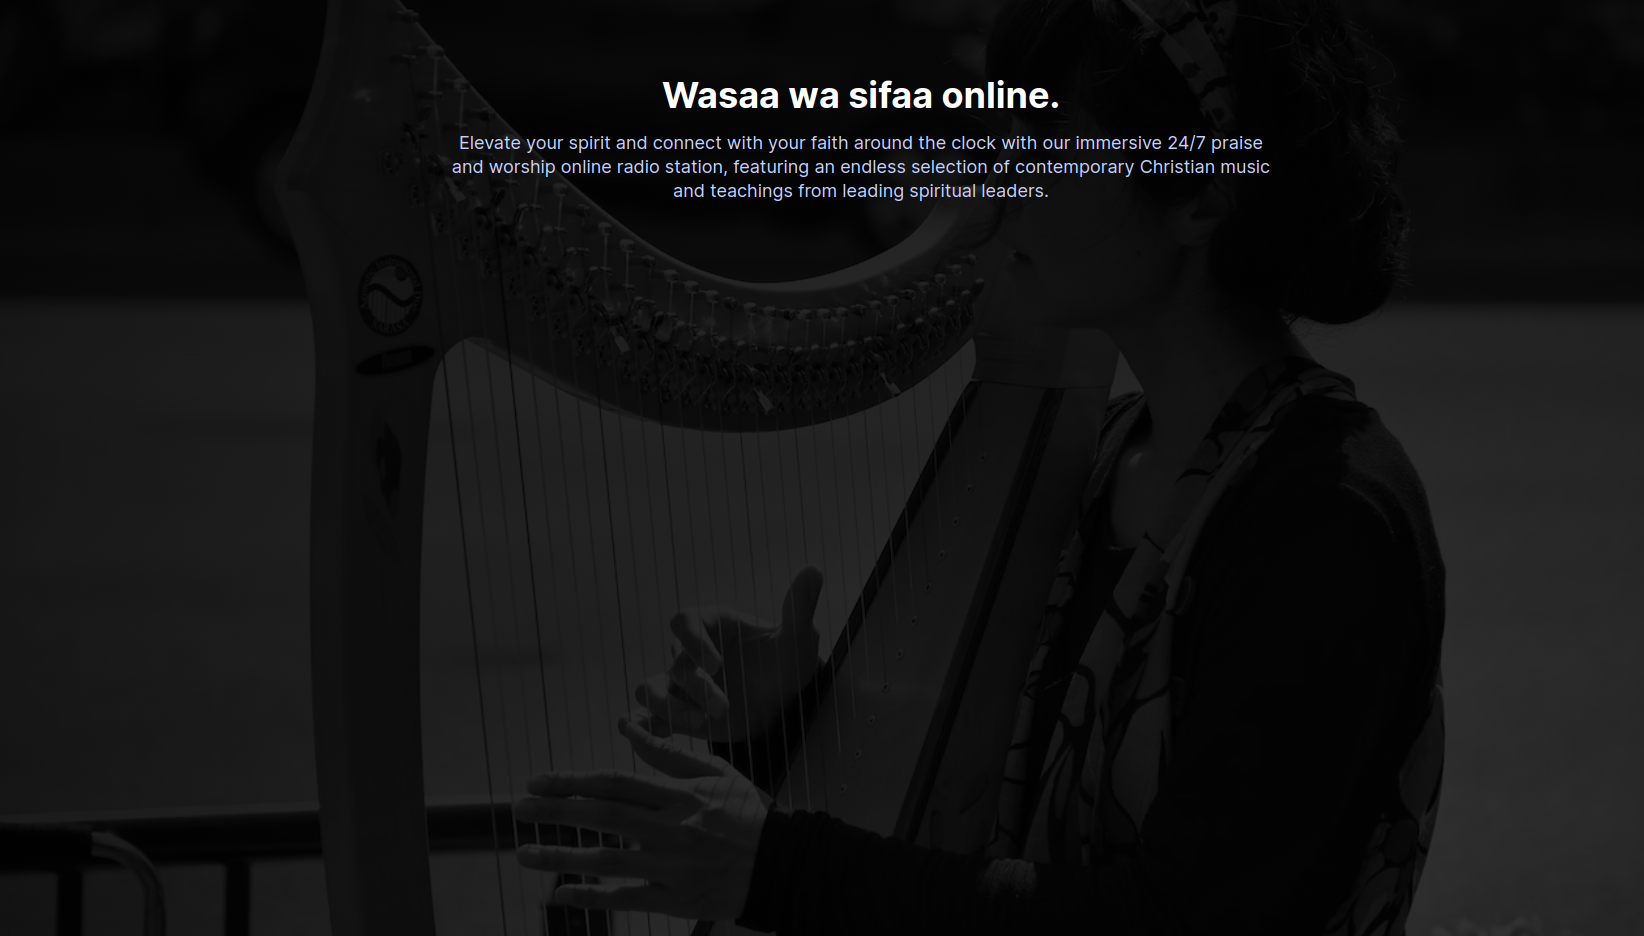 Wasaa wa sifaa online.
Elevate your spirit and connect with your faith around the clock with our immersive 24/7 praise
and worship online radio station, featuring an endless selection of contemporary Christian music
and teachings from leading spiritual leaders.